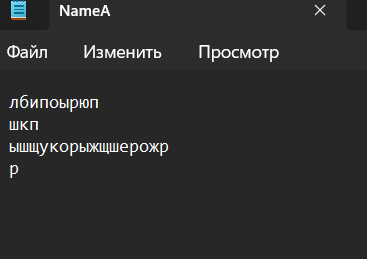 NameA
Файл Изменить Просмотр
лбипоырюп
шкп
ышщукорыжщшерожр
р